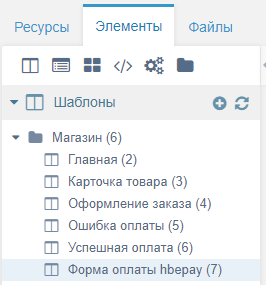 Ресурсы Элементы Файлы
Шаблоны
Магазин (6)
Главная (2)
Карточка товара (3)
Оформление заказа (4)
Ошибка оплаты (5)
Успешная оплата (6)
Форма оплаты hbepay (7)